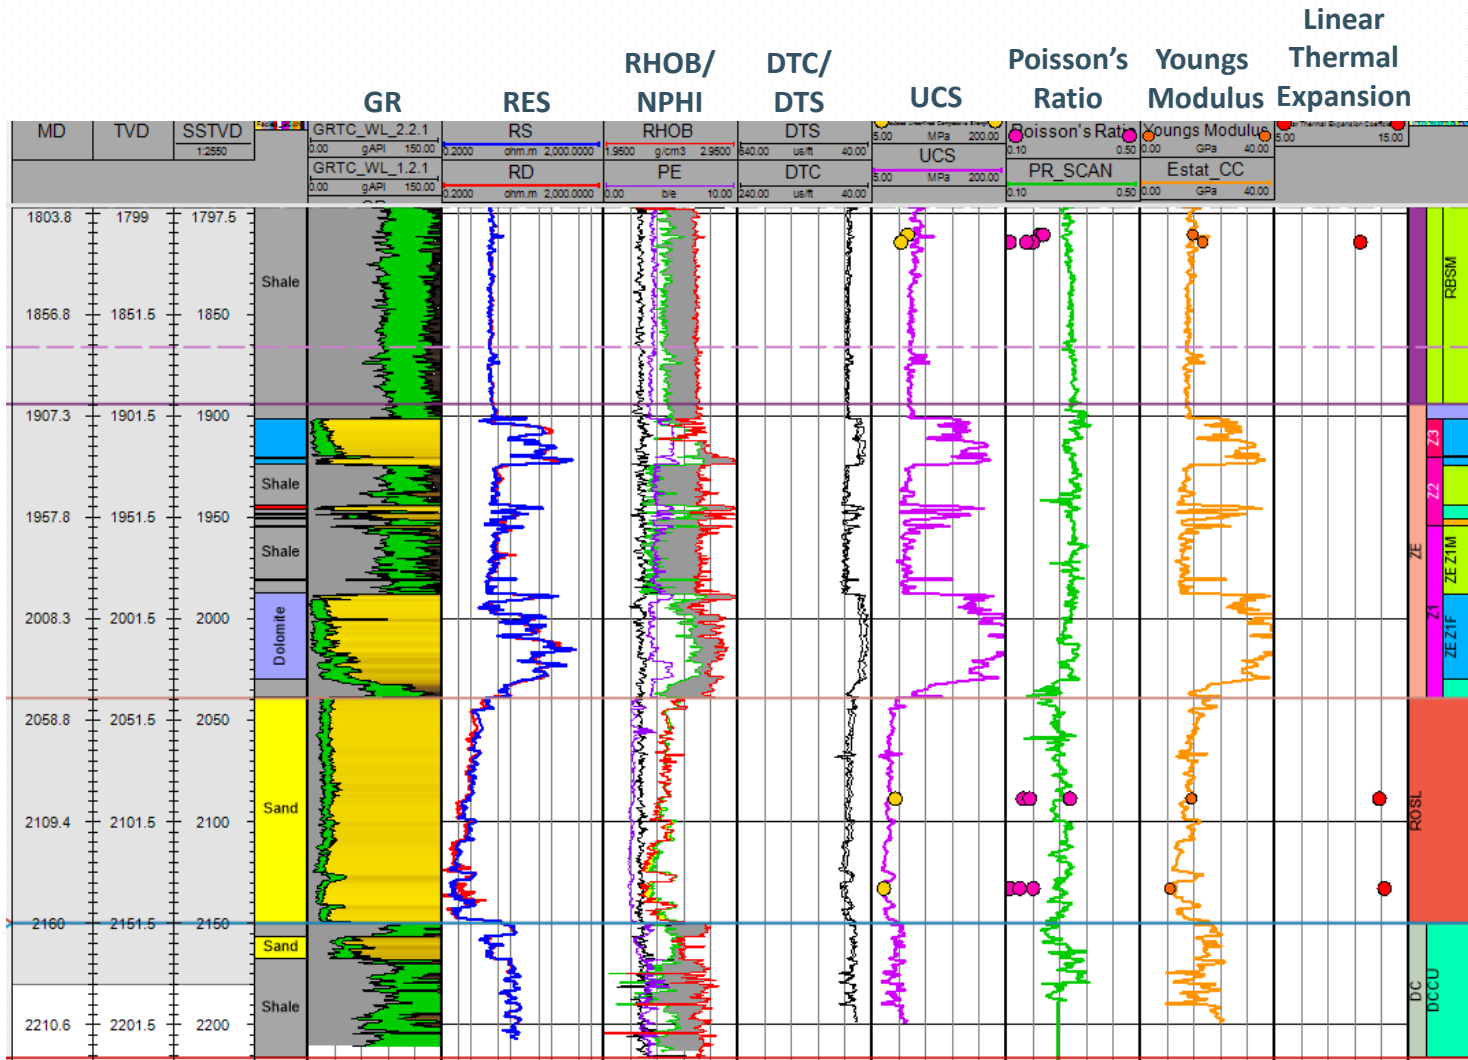 Linear
Thermal
Expansion
RHOB/
NPHI
DTC/
DTS
Poisson's
Ratio
Youngs
Modulus
GR
RES
UCS
MD TVD SSTVD
1:2550
GRTC_WL_2.2.1
0.00 gAPI 150.00
GRTC_WL_1.2.1
0.00 gAPI 150.00
RS
0.2000 ohm.m 2,000.0000
RD
0.2000 ohm.m 2,000.0000
RHOB
1.9500 g/cm3 2.9500
PE
0.00 b/e 10.00
DTS
540.00 us/ft 40.00
DTC
240.00 us/ft 40.00
5.00 MPa 200.00
UCS
5.00 MPa 200.00
Poisson's Ratio
0.10 0.50
PR_SCAN
0.10 0.50
Youngs Modulus
0.00 GPa 40.00
Estat_CC
0.00 GPa 40.00
Thermal Expansion
5.00 15.00
1803.8 1799 1797.5
1856.8 1851.5 1850
1907.3 1901.5 1900
1957.8 1951.5 1950
2008.3 2001.5 2000
2058.8 2051.5 2050
2109.4 2101.5 2100
2160 2151.5 2150
2210.6 2201.5 2200
Shale
Shale
Shale
Dolomite
Sand
Sand
Shale
RBSM
ZE
Z3
Z2
Z1
ZE Z1M
ZE Z1F
ROSL
DC
DCCU